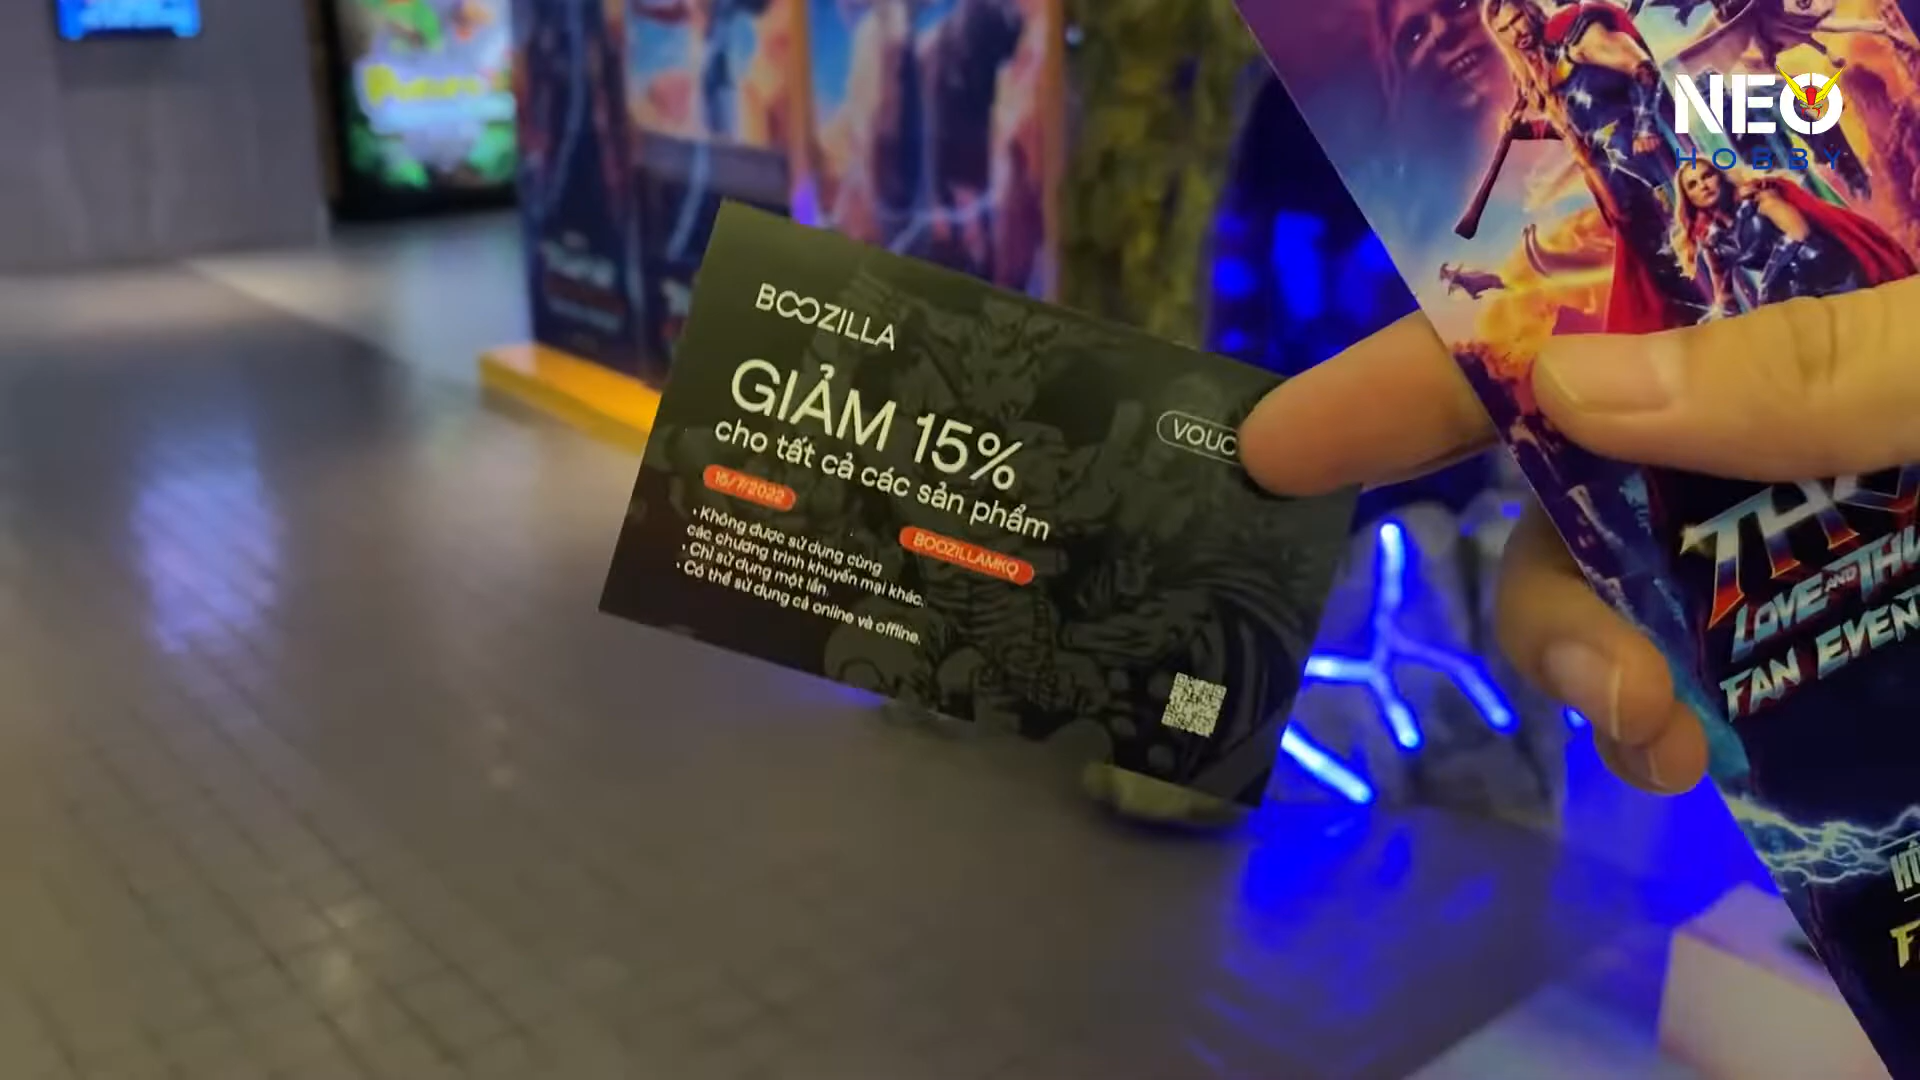 NEO
HOBBY
BOOZILLA
GIẢM 15%
cho tất cả các sản phẩm
15/7/2022
BOOZILLAMKQ
• Không được sử dụng cùng
các chương trình khuyến mại khác.
• Chỉ sử dụng một lần.
• Có thể sử dụng cả online và offline.
VOUC
LOVE AND THU
FAN EVENT